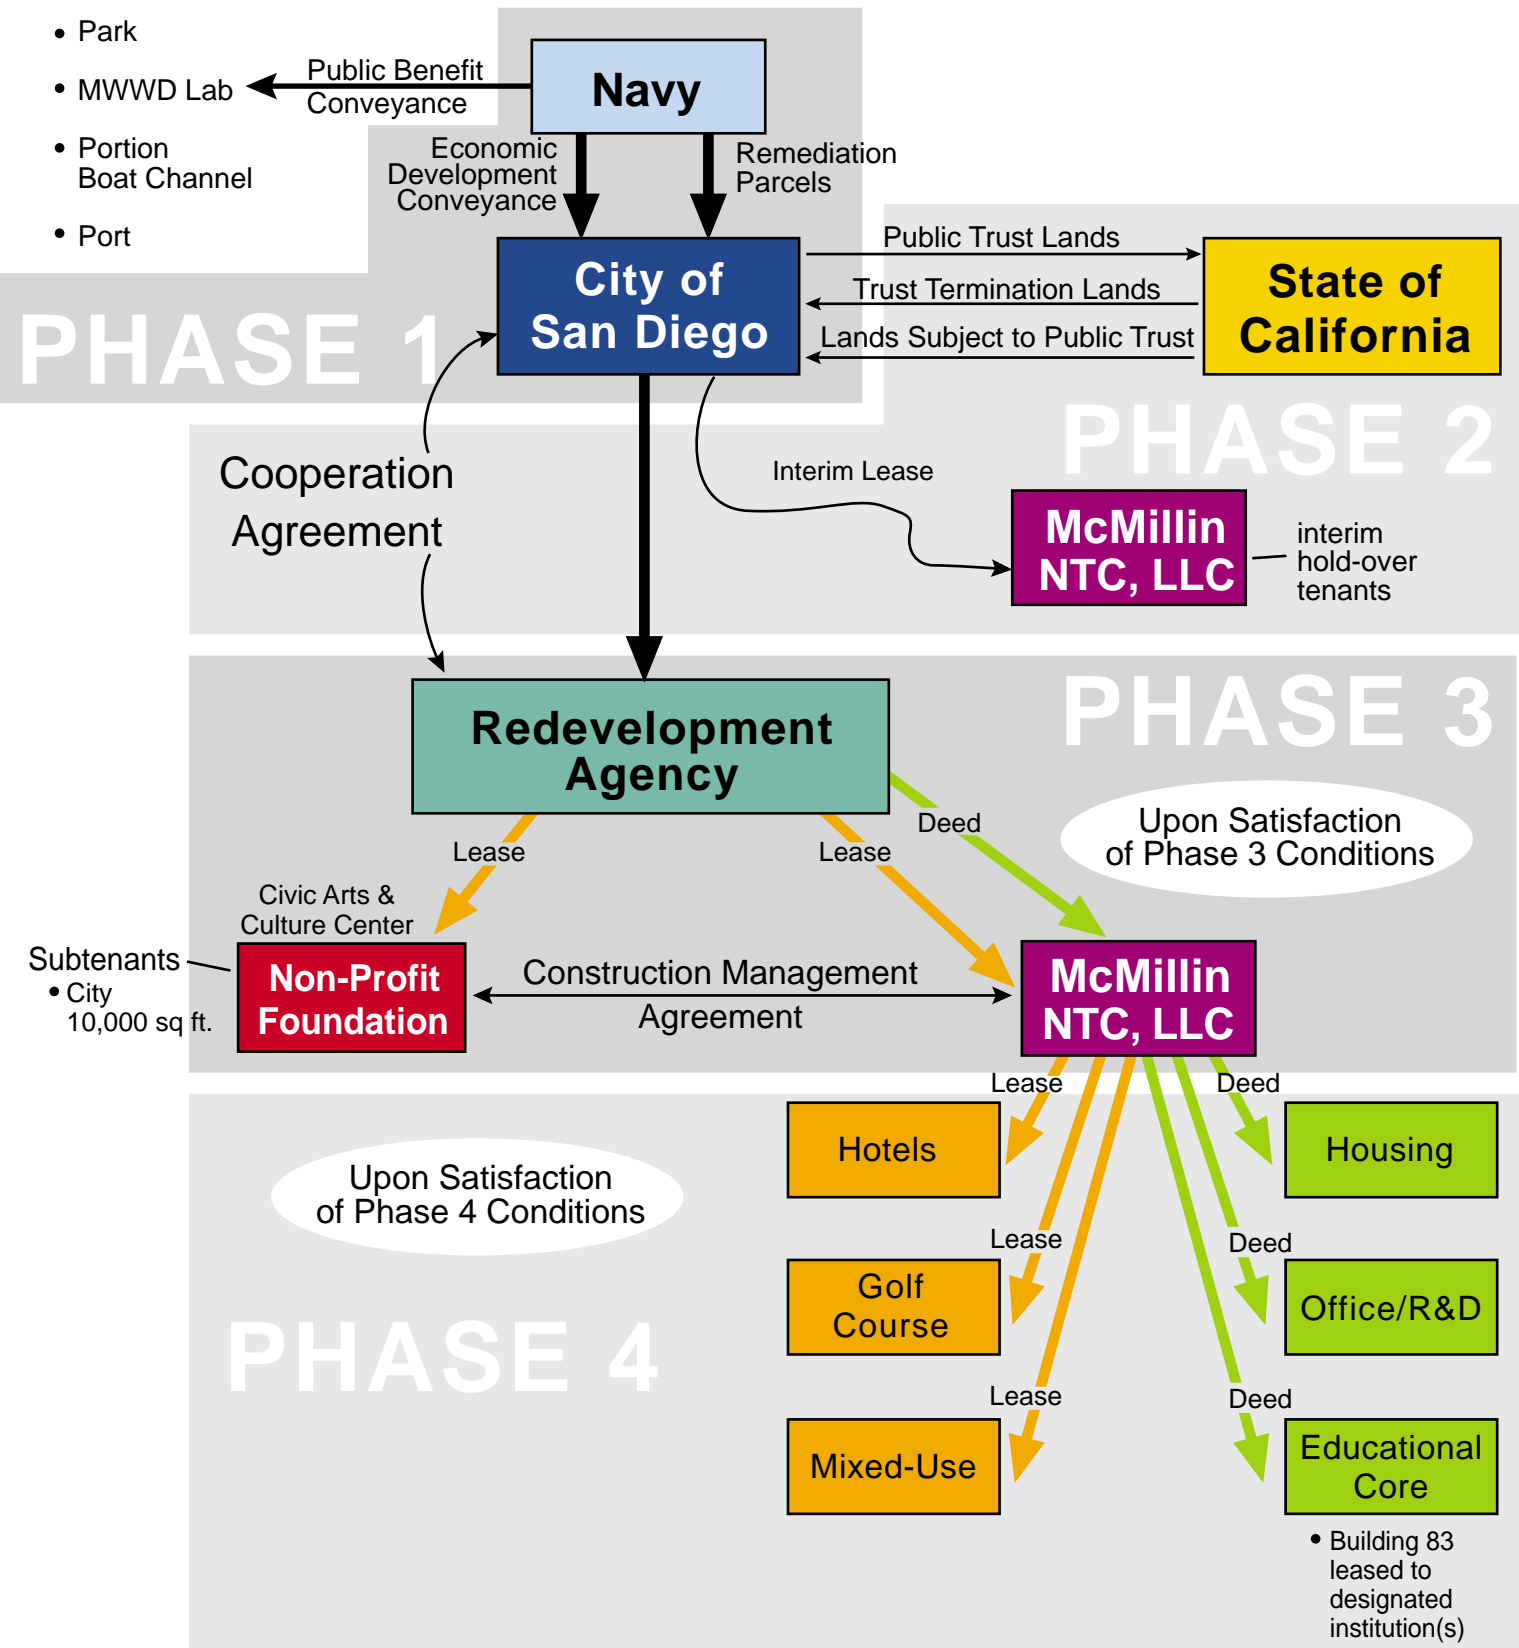 • Park
• MWWD Lab
• Portion
Boat Channel
• Port
Public Benefit
Conveyance
Navy
Economic
Development
Conveyance
Remediation
Parcels
PHASE 1
City of
San Diego
Public Trust Lands
Trust Termination Lands
Lands Subject to Public Trust
State of
California
PHASE 2
Cooperation
Agreement
Interim Lease
McMillin
NTC, LLC
interim
hold-over
tenants
PHASE 3
Redevelopment
Agency
Upon Satisfaction
of Phase 3 Conditions
Lease
Lease
Deed
Civic Arts &
Culture Center
Subtenants
• City
10,000 sq ft.
Non-Profit
Foundation
Construction Management
Agreement
McMillin
NTC, LLC
Lease
Deed
Hotels
Housing
Upon Satisfaction
of Phase 4 Conditions
Lease
Deed
Golf
Course
Office/R&D
PHASE 4
Lease
Deed
Mixed-Use
Educational
Core
• Building 83
leased to
designated
institution(s)